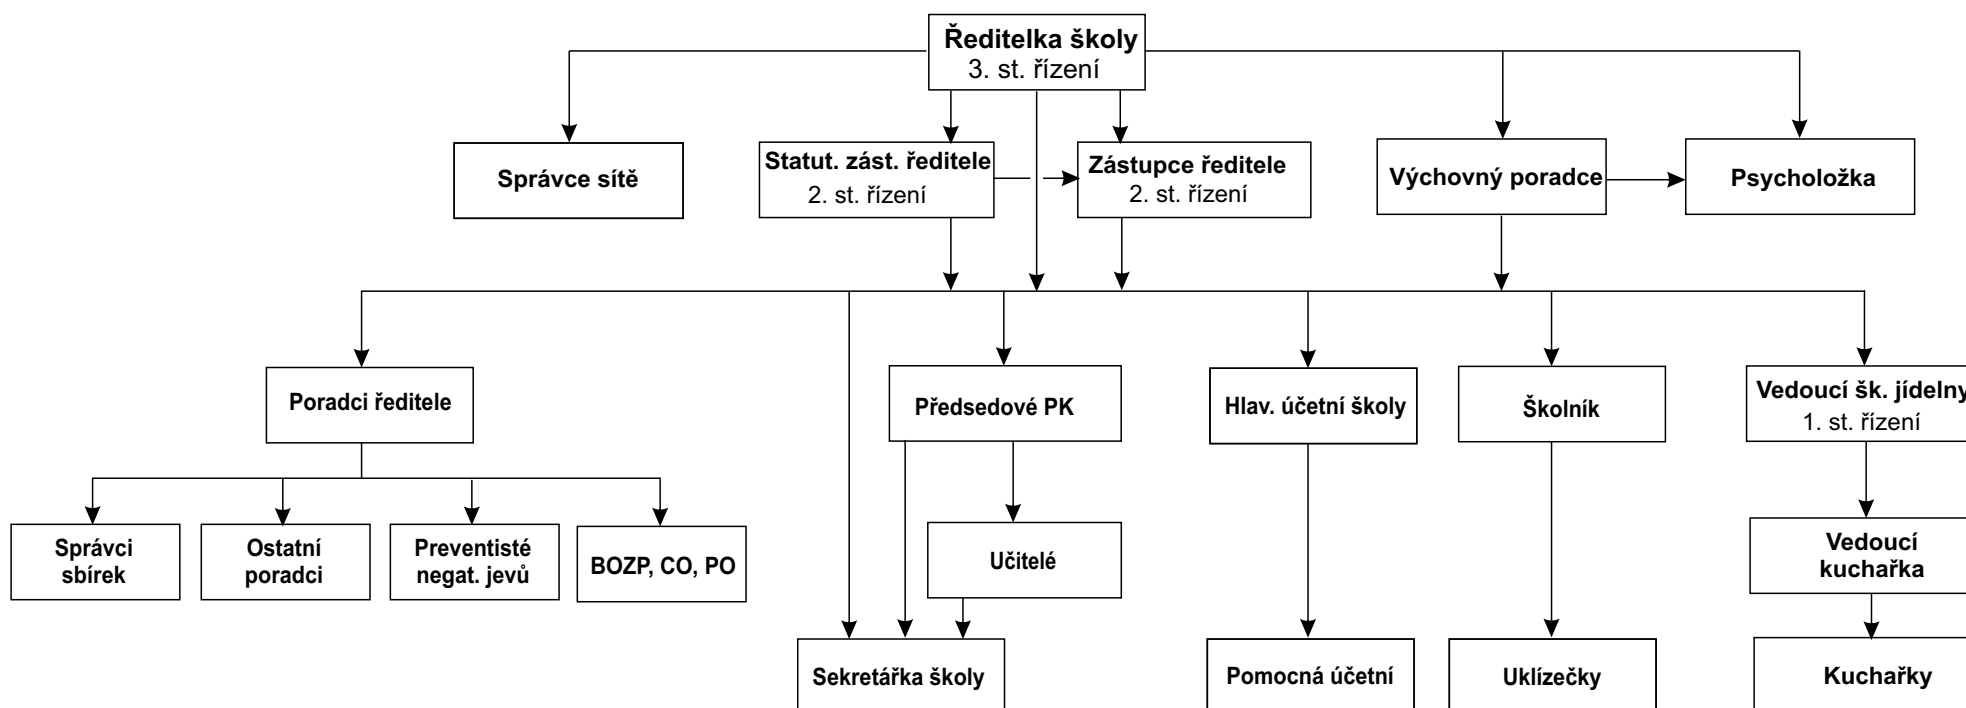 Ředitelka školy
3. st. řízení
Správce sítě
Statut. zást. ředitele
2. st. řízení
Zástupce ředitele
2. st. řízení
Výchovný poradce
Psycholožka
Poradci ředitele
Předsedové PK
Hlav. účetní školy
Školník
Vedoucí šk. jídelny
1. st. řízení
Správci
sbírek
Ostatní
poradci
Preventisté
negat. jevů
BOZP, CO, PO
Učitelé
Vedoucí
kuchařka
Sekretářka školy
Pomocná účetní
Uklízečky
Kuchařky